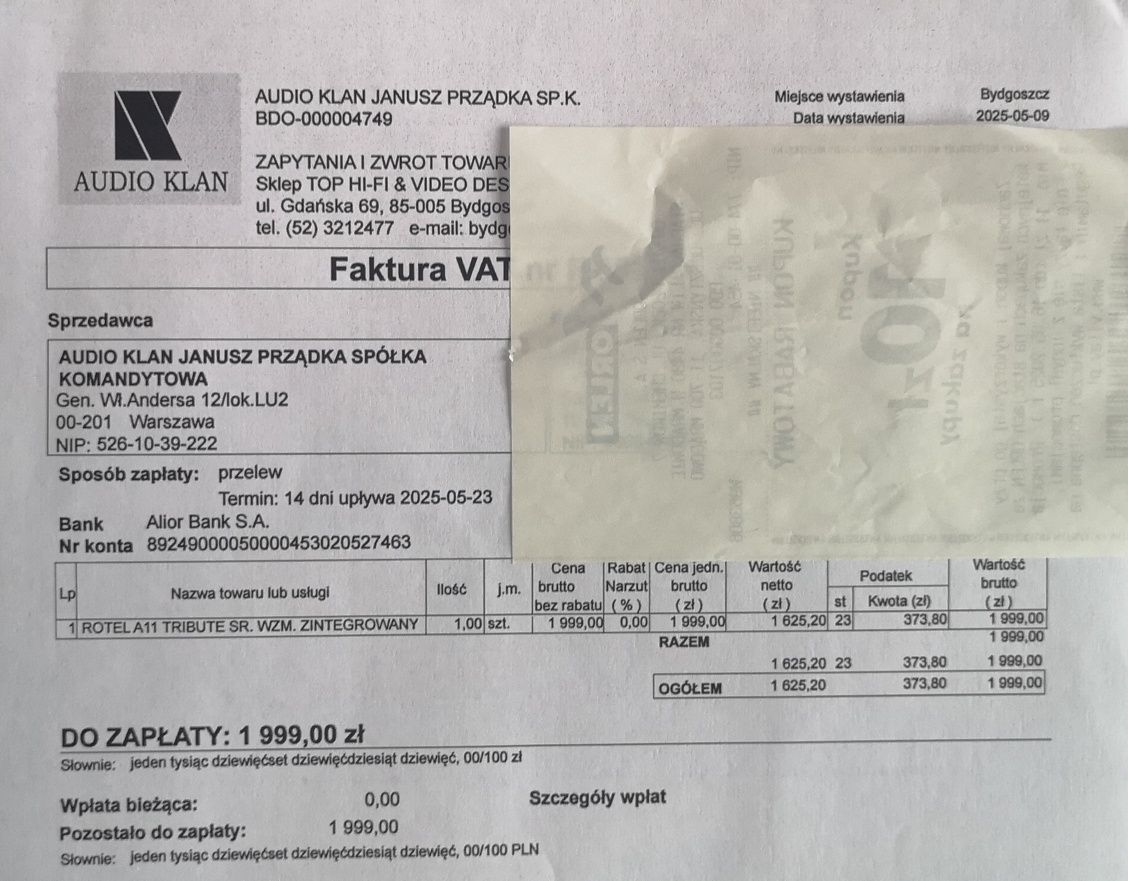 AUDIO KLAN
AUDIO KLAN JANUSZ PRZĄDKA SP.K.
BDO-000004749
Miejsce wystawienia Bydgoszcz
Data wystawienia 2025-05-09
ZAPYTANIA I ZWROT TOWAR
Sklep TOP HI-FI & VIDEO DES
ul. Gdańska 69, 85-005 Bydgos
tel. (52) 3212477 e-mail: bydg
Faktura VAT nr
Sprzedawca
AUDIO KLAN JANUSZ PRZĄDKA SPÓŁKA
KOMANDYTOWA
Gen. Wł.Andersa 12/lok.LU2
00-201 Warszawa
NIP: 526-10-39-222
Sposób zapłaty: przelew
Termin: 14 dni upływa 2025-05-23
Bank Alior Bank S.A.
Nr konta 89249000050000453020527463
KUPON RABATOWY
Kupon
na zakupy
ORLEN
Lp Nazwa towaru lub usługi Ilość j.m. Cena brutto bez rabatu Rabat Narzut (%) Cena jedn. brutto (zł) Wartość netto (zł) Podatek st Kwota (zł) Wartość brutto (zł)
1 ROTEL A11 TRIBUTE SR. WZM. ZINTEGROWANY 1,00 szt. 1 999,00 0,00 1 999,00 1 625,20 23 373,80 1 999,00
RAZEM 1 999,00
1 625,20 23 373,80 1 999,00
OGÓŁEM 1 625,20 373,80 1 999,00
DO ZAPŁATY: 1 999,00 zł
Słownie: jeden tysiąc dziewięćset dziewięćdziesiąt dziewięć, 00/100 zł
Wpłata bieżąca: 0,00 Szczegóły wpłat
Pozostało do zapłaty: 1 999,00
Słownie: jeden tysiąc dziewięćset dziewięćdziesiąt dziewięć, 00/100 PLN